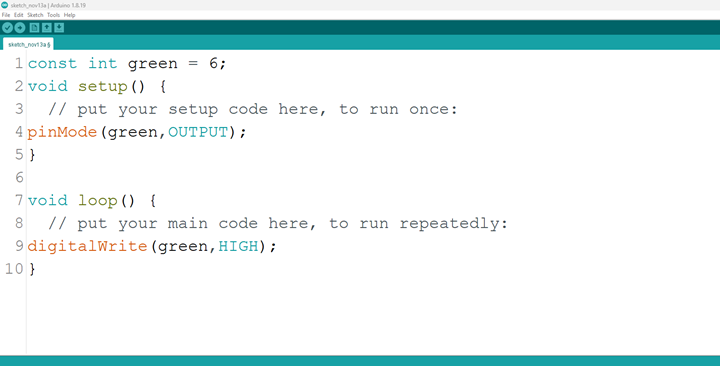 sketch_nov13a | Arduino 1.8.19
File Edit Sketch Tools Help
sketch_nov13a §
1 const int green = 6;
2 void setup() {
3   // put your setup code here, to run once:
4 pinMode(green,OUTPUT);
5 }
6
7 void loop() {
8   // put your main code here, to run repeatedly:
9 digitalWrite(green,HIGH);
10 }